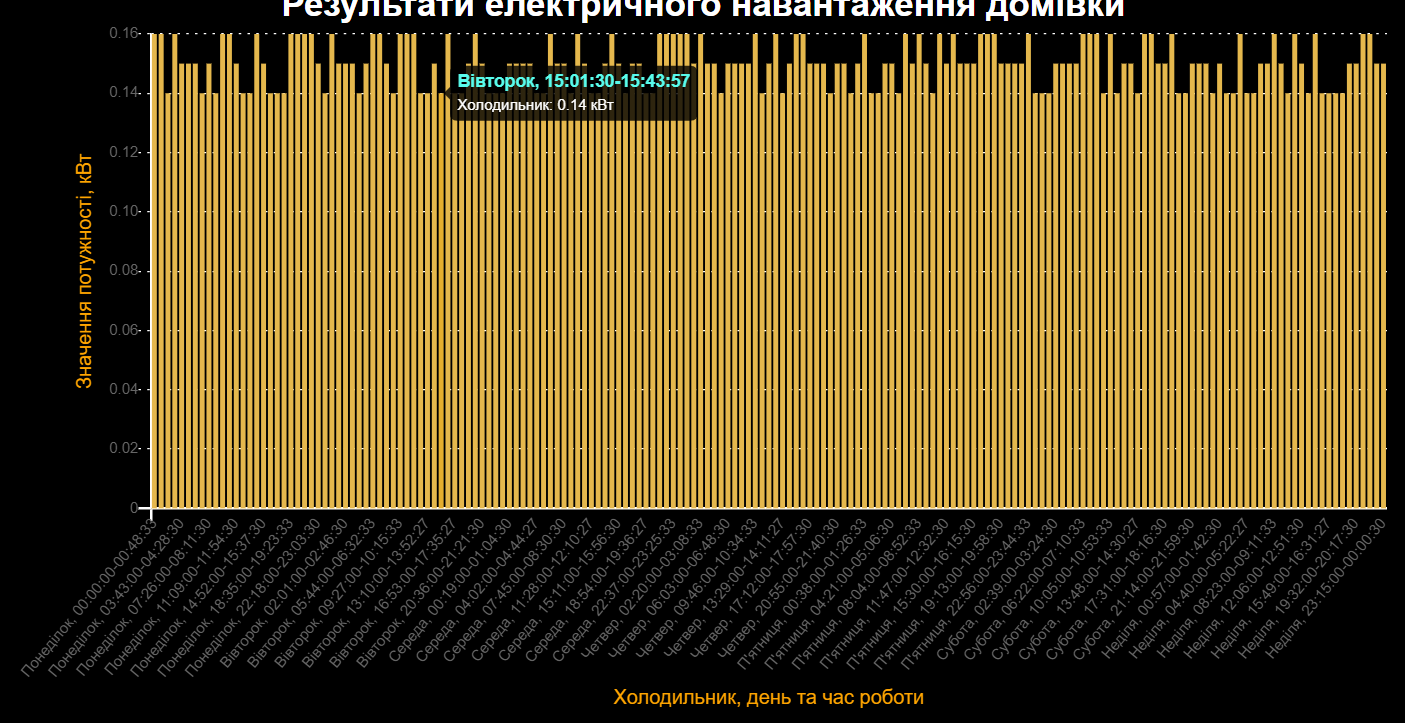 Результати електричного навантаження домівки
0.16
0.14
0.12
0.10
0.08
0.06
0.04
0.02
0
Значення потужності, кВт
Вівторок, 15:01:30-15:43:57
Холодильник: 0.14 кВт
Понеділок, 00:00:00-00:48:33
Понеділок, 03:43:00-04:28:30
Понеділок, 07:26:00-08:11:30
Понеділок, 11:09:00-11:54:30
Понеділок, 14:52:00-15:37:30
Понеділок, 18:35:00-19:23:33
Понеділок, 22:18:00-23:03:30
Вівторок, 02:01:00-02:46:30
Вівторок, 05:44:00-06:32:33
Вівторок, 09:27:00-10:15:33
Вівторок, 13:10:00-13:52:27
Вівторок, 16:53:00-17:35:27
Вівторок, 20:36:00-21:21:30
Середа, 00:19:00-01:04:30
Середа, 04:02:00-04:44:27
Середа, 07:45:00-08:30:30
Середа, 11:28:00-12:10:27
Середа, 15:11:00-15:56:30
Середа, 18:54:00-19:36:27
Середа, 22:37:00-23:25:33
Четвер, 02:20:00-03:08:33
Четвер, 06:03:00-06:48:30
Четвер, 09:46:00-10:34:33
Четвер, 13:29:00-14:11:27
Четвер, 17:12:00-17:57:30
Четвер, 20:55:00-21:40:30
П'ятниця, 00:38:00-01:26:33
П'ятниця, 04:21:00-05:06:30
П'ятниця, 08:04:00-08:52:33
П'ятниця, 11:47:00-12:32:30
П'ятниця, 15:30:00-16:15:30
П'ятниця, 19:13:00-19:58:30
Субота, 22:56:00-23:44:33
Субота, 02:39:00-03:24:30
Субота, 06:22:00-07:10:33
Субота, 10:05:00-10:53:33
Субота, 13:48:00-14:30:27
Субота, 17:31:00-18:16:30
Субота, 21:14:00-21:59:30
Неділя, 00:57:00-01:42:30
Неділя, 04:40:00-05:22:27
Неділя, 08:23:00-09:11:33
Неділя, 12:06:00-12:51:30
Неділя, 15:49:00-16:31:27
Неділя, 19:32:00-20:17:30
Неділя, 23:15:00-00:00:30
Холодильник, день та час роботи